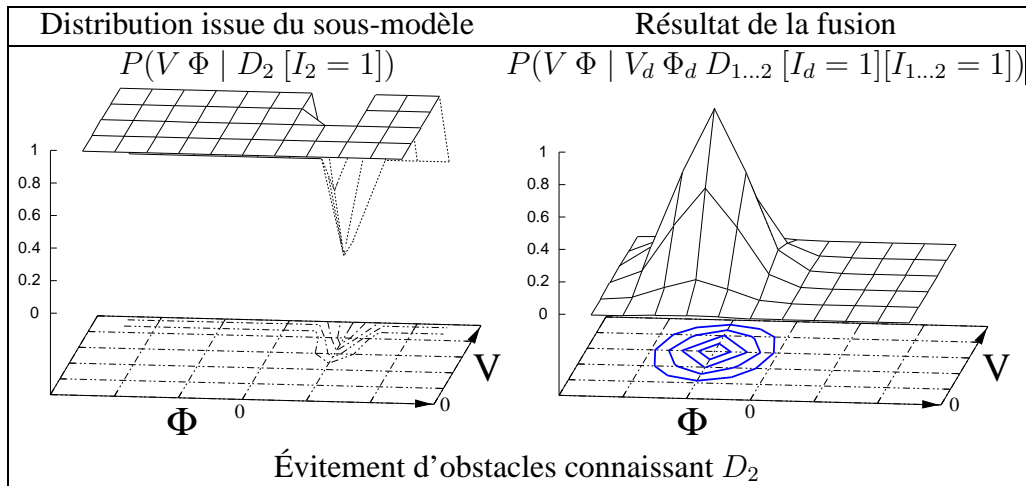 Distribution issue du sous-modèle
Résultat de la fusion
P(V Φ | D₂ [I₂ = 1])
P(V Φ | V_d Φ_d D₁...₂ [I_d = 1][I₁...₂ = 1])
1
0.8
0.6
0.4
0.2
0
V
0
0
Φ
1
0.8
0.6
0.4
0.2
0
V
0
0
Φ
Évitement d'obstacles connaissant D₂